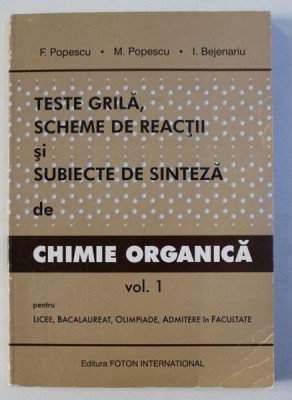 F. Popescu • M. Popescu • I. Bejenariu
TESTE GRILĂ,
SCHEME DE REACȚII
și
SUBIECTE DE SINTEZĂ
de
CHIMIE ORGANICĂ
vol. 1
pentru
LICEE, BACALAUREAT, OLIMPIADE, ADMITERE în FACULTATE
Editura FOTON INTERNATIONAL